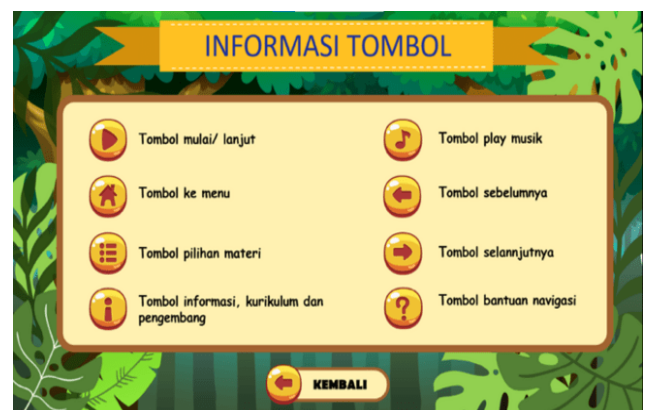 INFORMASI TOMBOL
Tombol mulai/ lanjut
Tombol ke menu
Tombol pilihan materi
Tombol informasi, kurikulum dan
pengembang
Tombol play musik
Tombol sebelumnya
Tombol selannjutnya
Tombol bantuan navigasi
KEMBALI